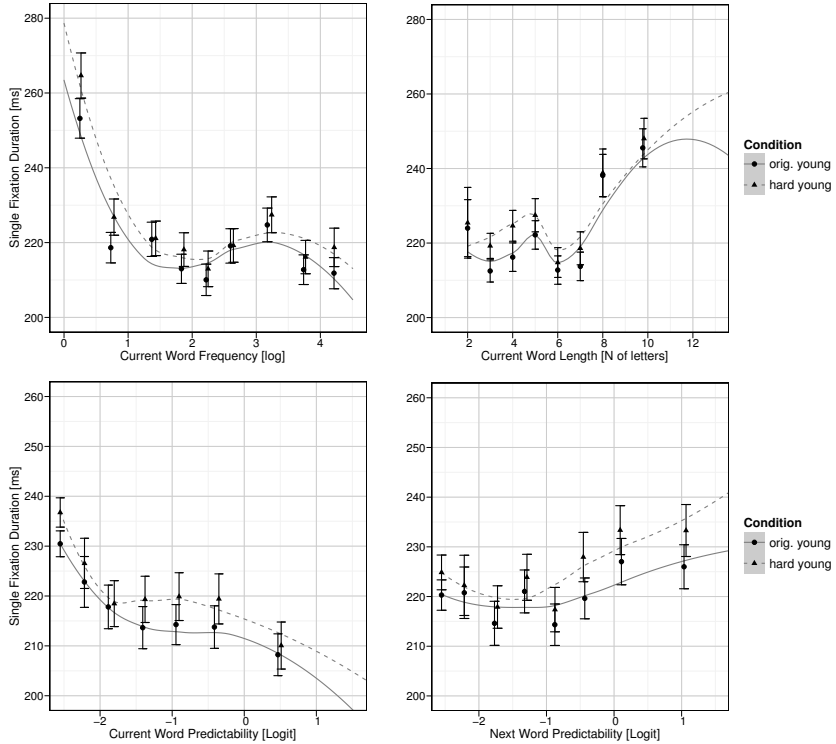 280
260
240
220
200
0 1 2 3 4
Current Word Frequency [log]
Single Fixation Duration [ms]
280
260
240
220
200
2 4 6 8 10 12
Current Word Length [N of letters]
Condition
orig. young
hard young
260
250
240
230
220
210
200
−2 −1 0 1
Current Word Predictability [Logit]
Single Fixation Duration [ms]
260
250
240
230
220
210
200
−2 −1 0 1
Next Word Predictability [Logit]
Condition
orig. young
hard young